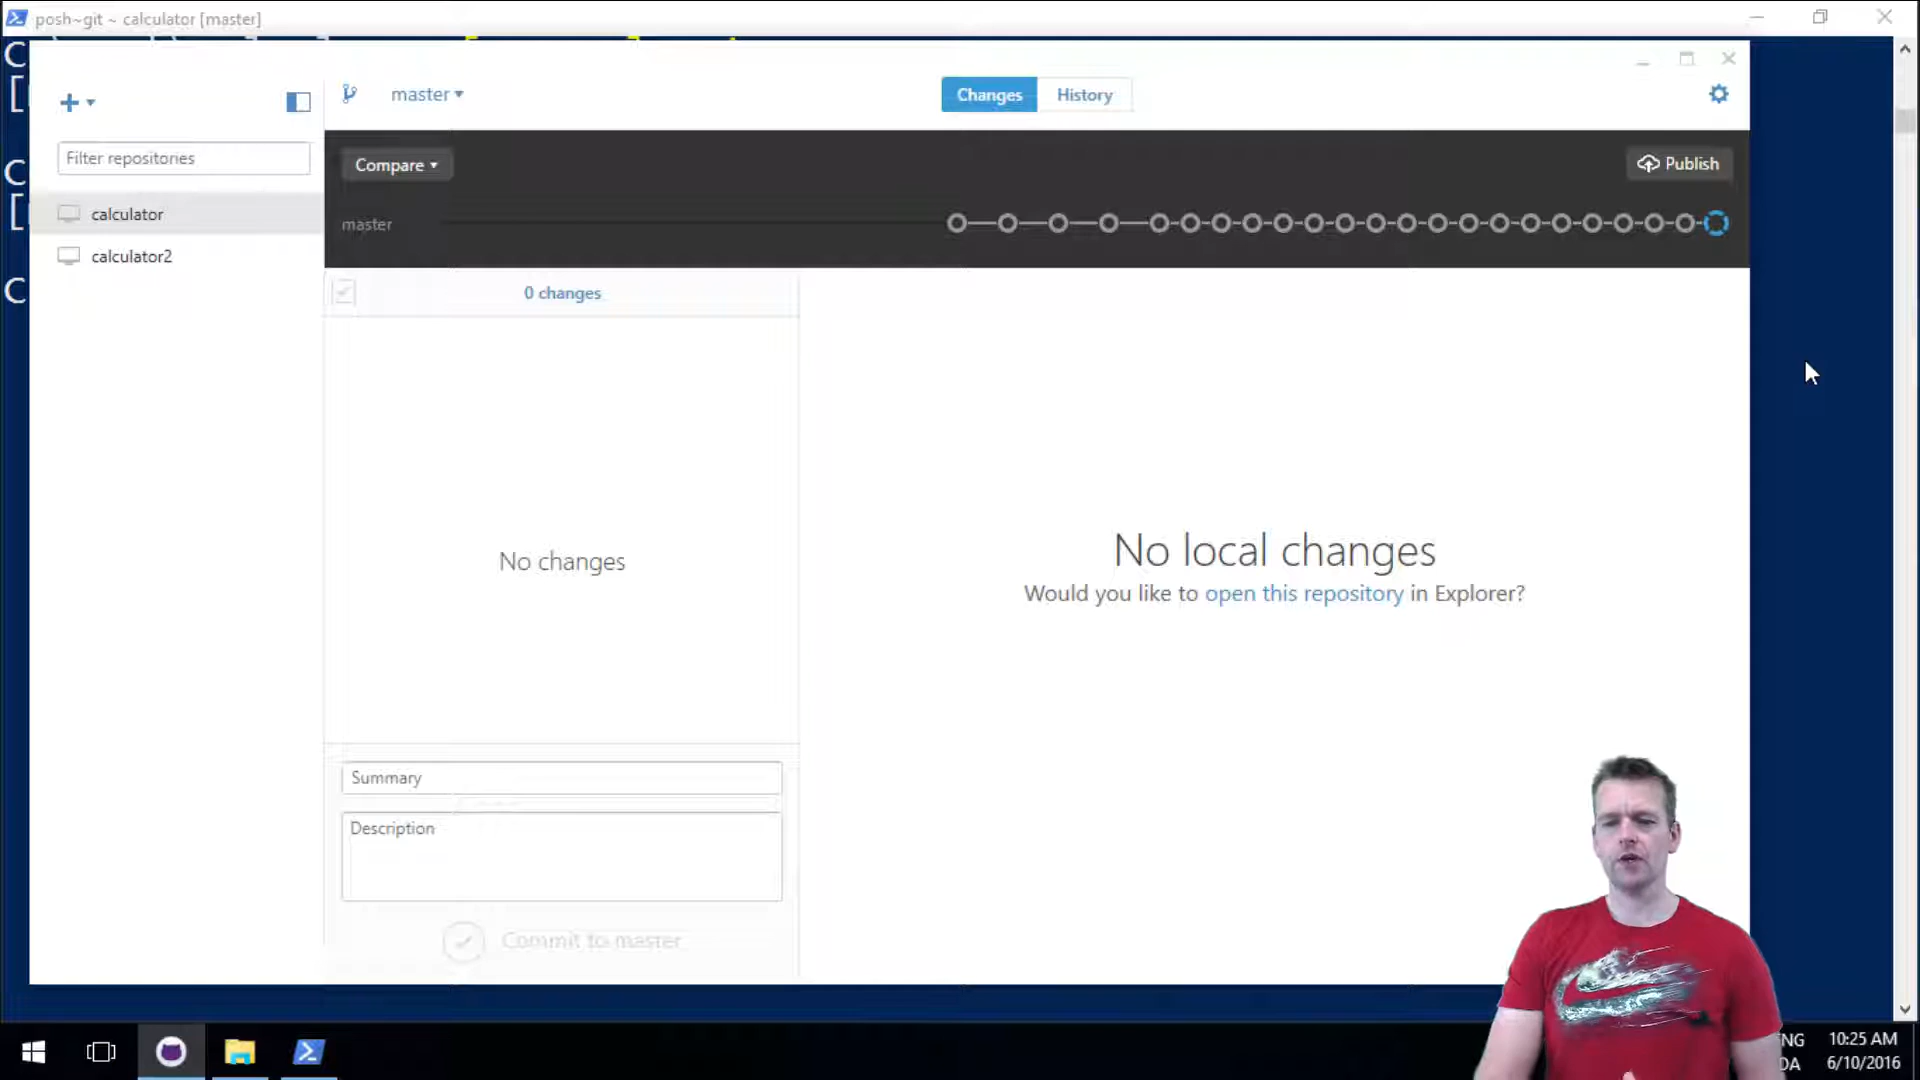 posh~git ~ calculator [master]
C
[
C
[
C
master
Changes
History
Filter repositories
Compare
Publish
calculator
master
calculator2
0 changes
No changes
No local changes
Would you like to open this repository in Explorer?
Summary
Description
Commit to master
NG
DA
10:25 AM
6/10/2016